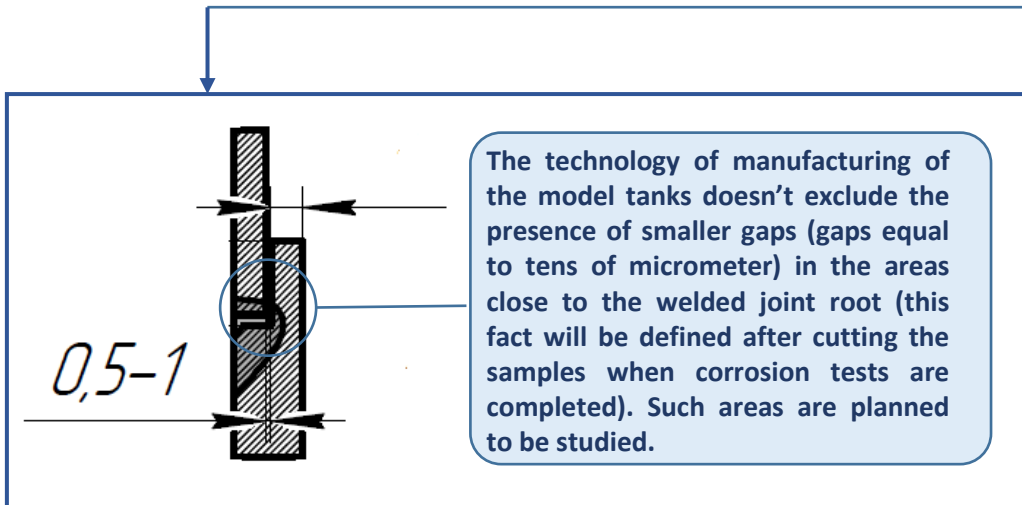 The technology of manufacturing of
the model tanks doesn’t exclude the
presence of smaller gaps (gaps equal
to tens of micrometer) in the areas
close to the welded joint root (this
fact will be defined after cutting the
samples when corrosion tests are
completed). Such areas are planned
to be studied.
0,5–1